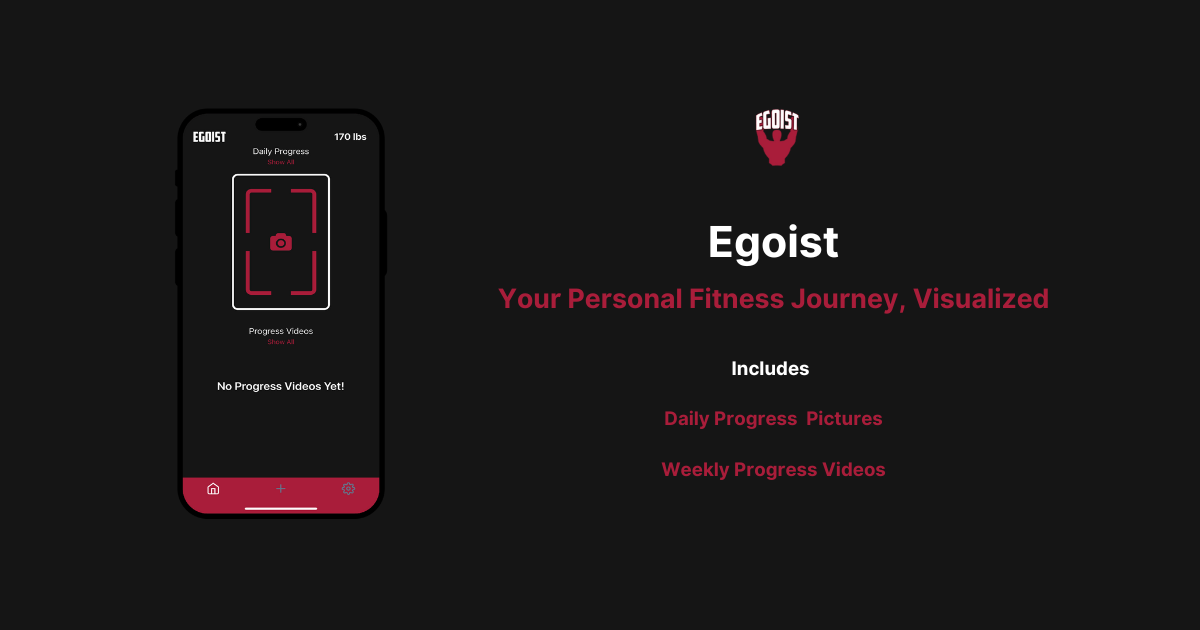 EGOIST
170 lbs
Daily Progress
Show All
Progress Videos
Show All
No Progress Videos Yet!
EGOIST
Egoist
Your Personal Fitness Journey, Visualized
Includes
Daily Progress  Pictures
Weekly Progress Videos